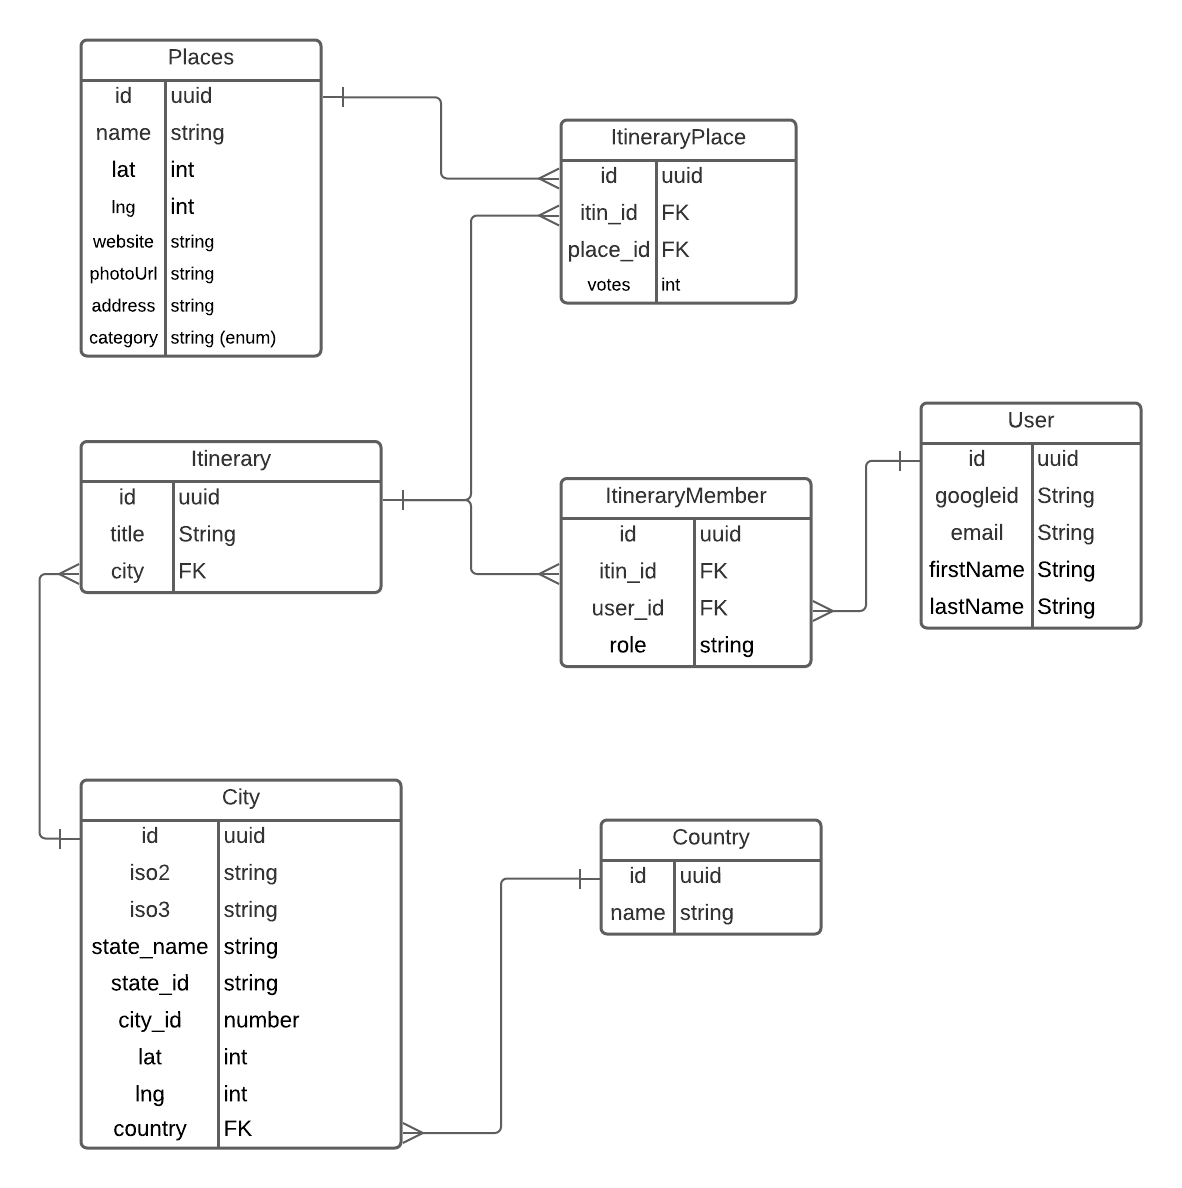 Places
id uuid
name string
lat int
lng int
website string
photoUrl string
address string
category string (enum)
ItineraryPlace
id uuid
itin_id FK
place_id FK
votes int
Itinerary
id uuid
title String
city FK
ItineraryMember
id uuid
itin_id FK
user_id FK
role string
User
id uuid
googleid String
email String
firstName String
lastName String
City
id uuid
iso2 string
iso3 string
state_name string
state_id string
city_id number
lat int
lng int
country FK
Country
id uuid
name string